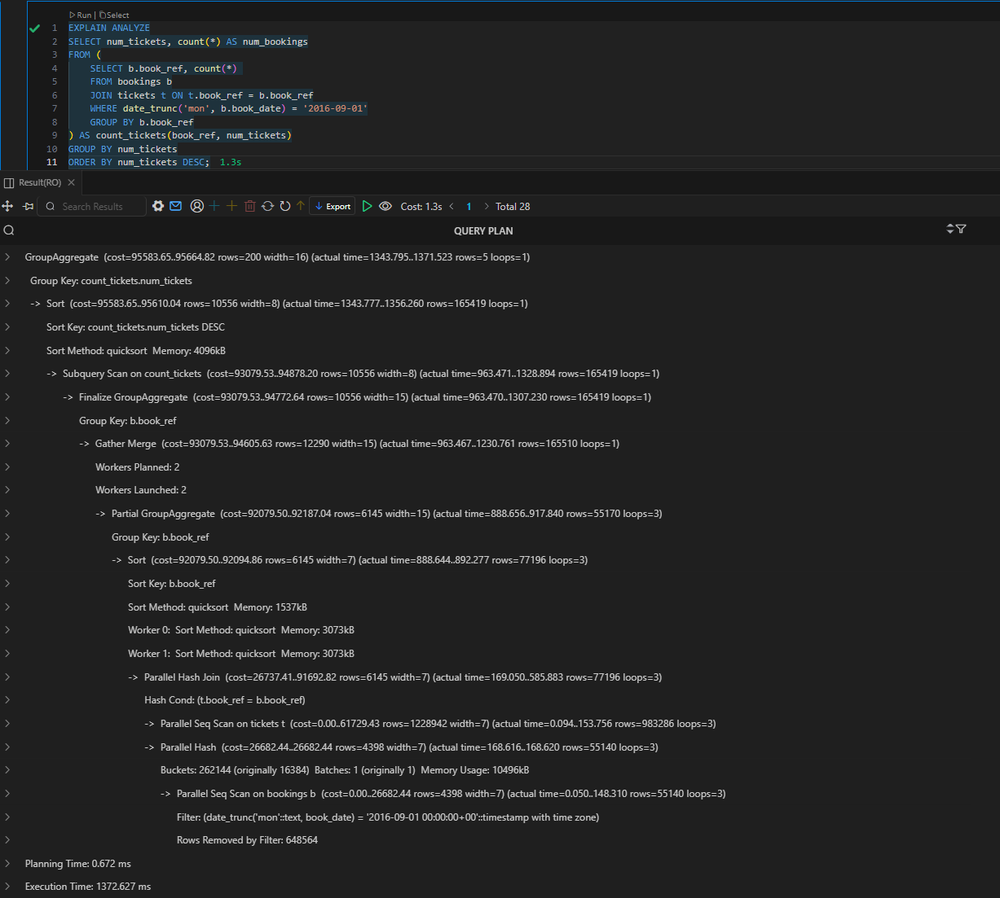 Run | Select
1 EXPLAIN ANALYZE
2 SELECT num_tickets, count(*) AS num_bookings
3 FROM (
4 SELECT b.book_ref, count(*)
5 FROM bookings b
6 JOIN tickets t ON t.book_ref = b.book_ref
7 WHERE date_trunc('mon', b.book_date) = '2016-09-01'
8 GROUP BY b.book_ref
9 ) AS count_tickets(book_ref, num_tickets)
10 GROUP BY num_tickets
11 ORDER BY num_tickets DESC; 1.3s
Result(RO)
Search Results Export Cost: 1.3s < 1 > Total 28
QUERY PLAN
GroupAggregate (cost=95583.65..95664.82 rows=200 width=16) (actual time=1343.795..1371.523 rows=5 loops=1)
Group Key: count_tickets.num_tickets
-> Sort (cost=95583.65..95610.04 rows=10556 width=8) (actual time=1343.777..1356.260 rows=165419 loops=1)
Sort Key: count_tickets.num_tickets DESC
Sort Method: quicksort Memory: 4096kB
-> Subquery Scan on count_tickets (cost=93079.53..94878.20 rows=10556 width=8) (actual time=963.471..1328.894 rows=165419 loops=1)
-> Finalize GroupAggregate (cost=93079.53..94772.64 rows=10556 width=15) (actual time=963.470..1307.230 rows=165419 loops=1)
Group Key: b.book_ref
-> Gather Merge (cost=93079.53..94605.63 rows=12290 width=15) (actual time=963.467..1230.761 rows=165510 loops=1)
Workers Planned: 2
Workers Launched: 2
-> Partial GroupAggregate (cost=92079.50..92187.04 rows=6145 width=15) (actual time=888.656..917.840 rows=55170 loops=3)
Group Key: b.book_ref
-> Sort (cost=92079.50..92094.86 rows=6145 width=7) (actual time=888.644..892.277 rows=77196 loops=3)
Sort Key: b.book_ref
Sort Method: quicksort Memory: 1537kB
Worker 0: Sort Method: quicksort Memory: 3073kB
Worker 1: Sort Method: quicksort Memory: 3073kB
-> Parallel Hash Join (cost=26737.41..91692.82 rows=6145 width=7) (actual time=169.050..585.883 rows=77196 loops=3)
Hash Cond: (t.book_ref = b.book_ref)
-> Parallel Seq Scan on tickets t (cost=0.00..61729.43 rows=1228942 width=7) (actual time=0.094..153.756 rows=983286 loops=3)
-> Parallel Hash (cost=26682.44..26682.44 rows=4398 width=7) (actual time=168.616..168.620 rows=55140 loops=3)
Buckets: 262144 (originally 16384) Batches: 1 (originally 1) Memory Usage: 10496kB
-> Parallel Seq Scan on bookings b (cost=0.00..26682.44 rows=4398 width=7) (actual time=0.050..148.310 rows=55140 loops=3)
Filter: (date_trunc('mon'::text, book_date) = '2016-09-01 00:00:00+00'::timestamp with time zone)
Rows Removed by Filter: 648564
Planning Time: 0.672 ms
Execution Time: 1372.627 ms